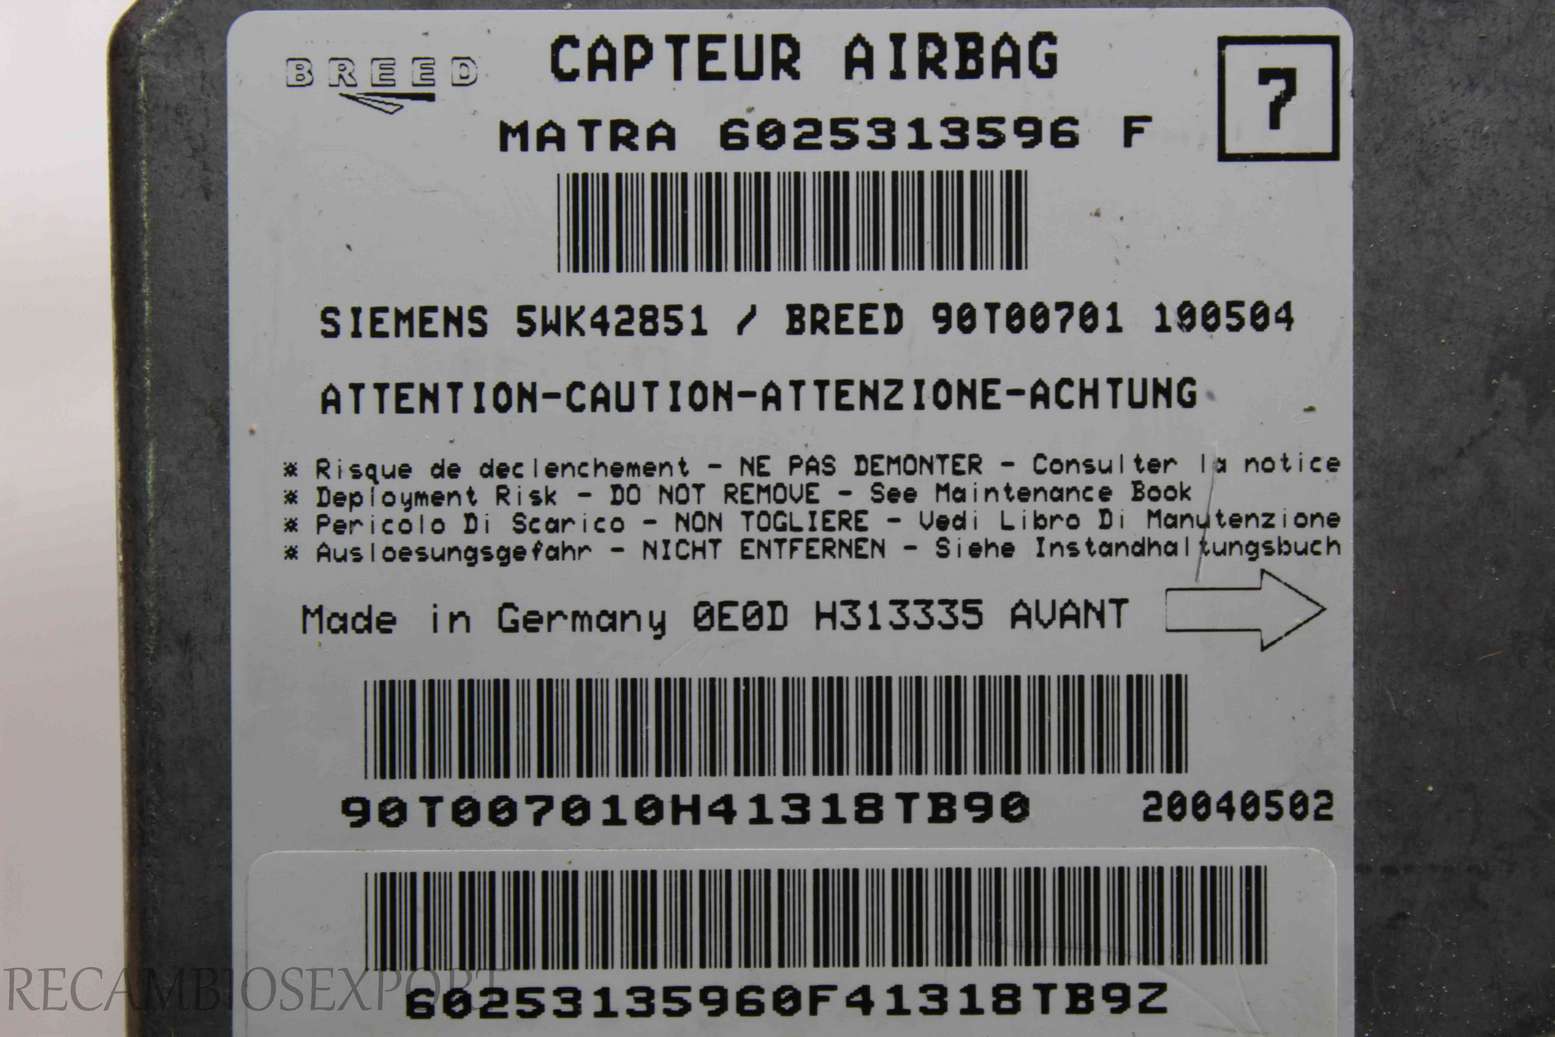 BREED
CAPTEUR AIRBAG
7
MATRA 6025313596 F
SIEMENS 5WK42851 / BREED 90T00701 100504
ATTENTION-CAUTION-ATTENZIONE-ACHTUNG
* Risque de declenchement - NE PAS DEMONTER - Consulter la notice
* Deployment Risk - DO NOT REMOVE - See Maintenance Book
* Pericolo Di Scarico - NON TOGLIERE - Vedi Libro Di Manutenzione
* Ausloesungsgefahr - NICHT ENTFERNEN - Siehe Instandhaltungsbuch
Made in Germany 0E0D H313335 AVANT
90T007010H41318TB90 20040502
60253135960F41318TB9Z
RECAMBIOSEXPORT